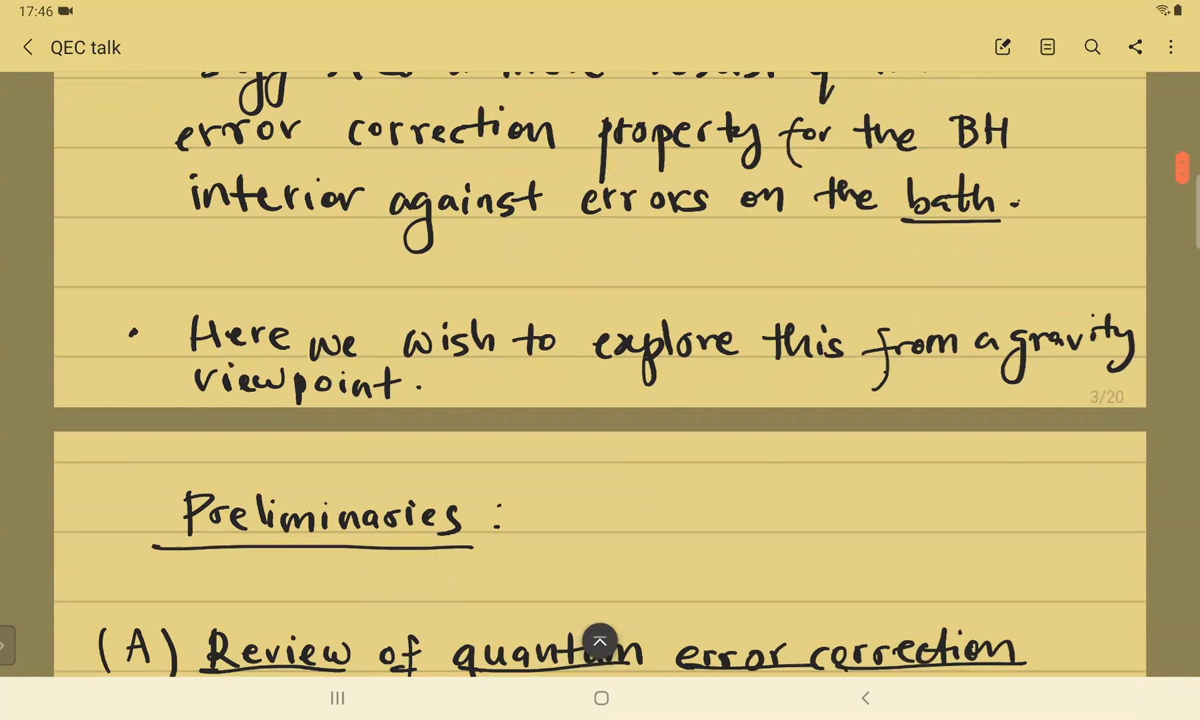 17:46
QEC talk
error correction property for the BH
interior against errors on the bath.
• Here we wish to explore this from a gravity
viewpoint.
3/20
Preliminaries :
(A) Review of quantum error correction